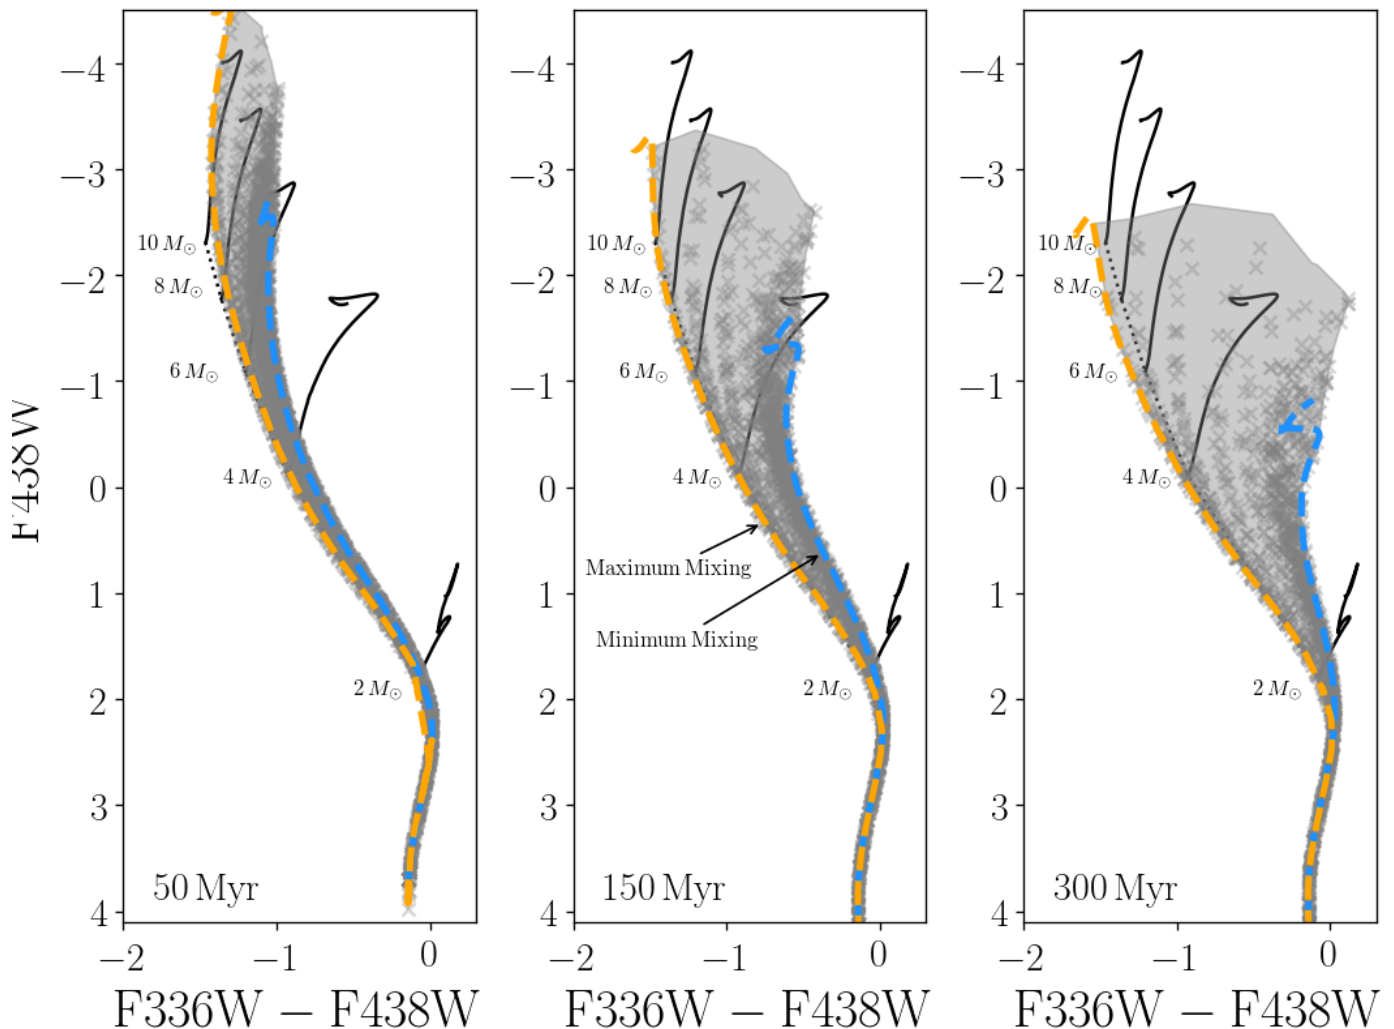 F438W
−4
−3
−2
−1
0
1
2
3
4
10 M☉
8 M☉
6 M☉
4 M☉
2 M☉
50 Myr
−2
−1
0
F336W − F438W
−4
−3
−2
−1
0
1
2
3
4
10 M☉
8 M☉
6 M☉
4 M☉
Maximum Mixing
Minimum Mixing
2 M☉
150 Myr
−2
−1
0
F336W − F438W
−4
−3
−2
−1
0
1
2
3
4
10 M☉
8 M☉
6 M☉
4 M☉
2 M☉
300 Myr
−2
−1
0
F336W − F438W